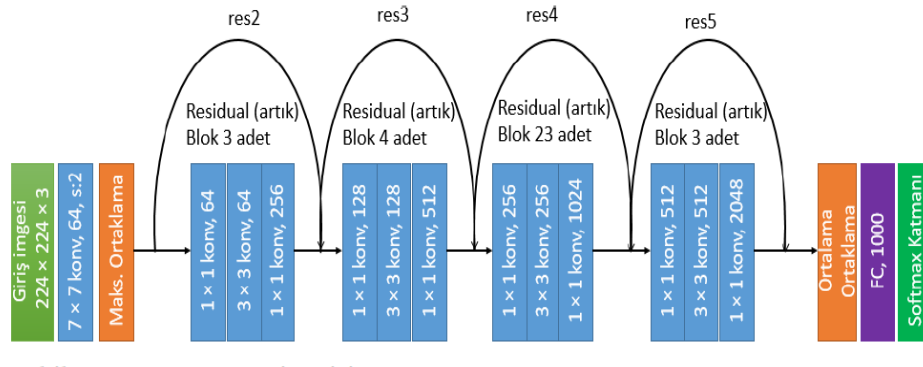 res2
res3
res4
res5
Residual (artık)
Blok 3 adet
Residual (artık)
Blok 4 adet
Residual (artık)
Blok 23 adet
Residual (artık)
Blok 3 adet
Giriş imgesi
224 × 224 × 3
7 × 7 konv, 64, s:2
Maks. Ortaklama
1 × 1 konv, 64
3 × 3 konv, 64
1 × 1 konv, 256
1 × 1 konv, 128
3 × 3 konv, 128
1 × 1 konv, 512
1 × 1 konv, 256
3 × 3 konv, 256
1 × 1 konv, 1024
1 × 1 konv, 512
3 × 3 konv, 512
1 × 1 konv, 2048
Ortalama
Ortaklama
FC, 1000
Softmax Katmanı